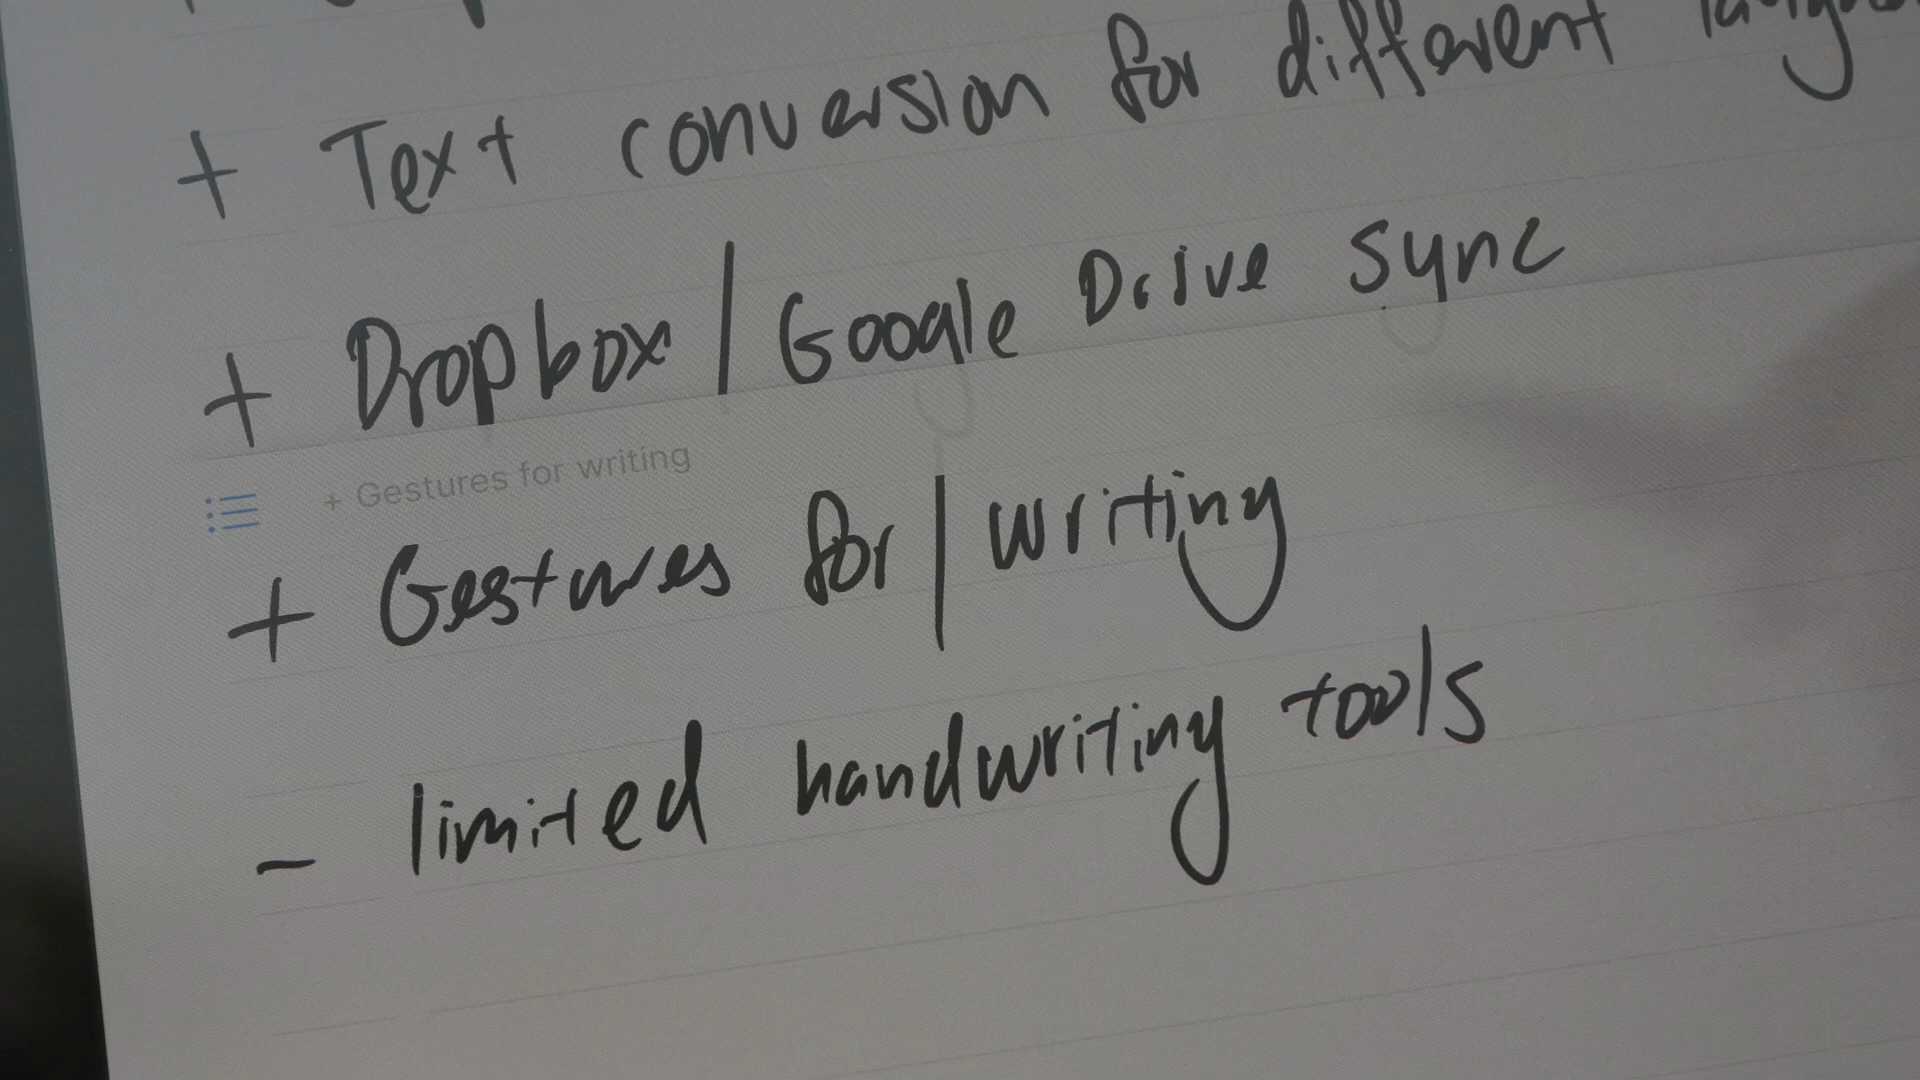 + Text conversion for different
+ Dropbox / Google Drive sync
+ Gestures for writing
+ Gestures for | writing
- limited handwriting tools